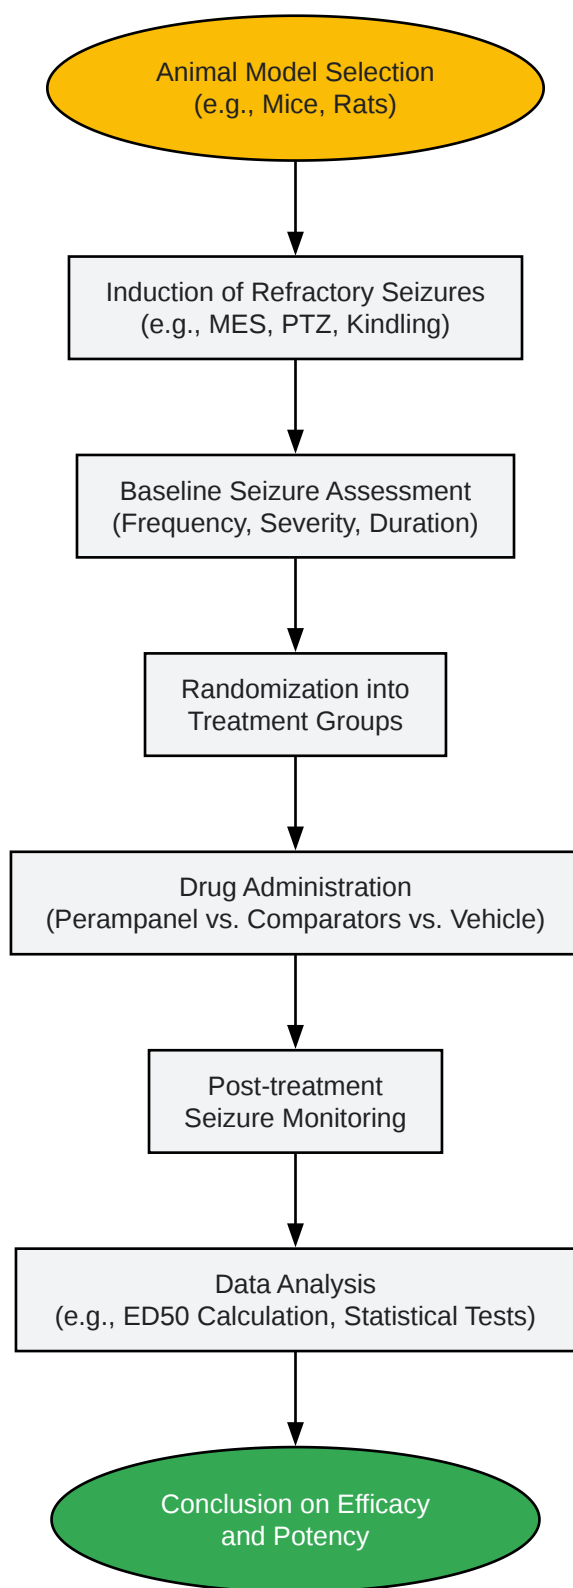 Animal Model Selection
(e.g., Mice, Rats)
Induction of Refractory Seizures
(e.g., MES, PTZ, Kindling)
Baseline Seizure Assessment
(Frequency, Severity, Duration)
Randomization into
Treatment Groups
Drug Administration
(Perampanel vs. Comparators vs. Vehicle)
Post-treatment
Seizure Monitoring
Data Analysis
(e.g., ED50 Calculation, Statistical Tests)
Conclusion on Efficacy
and Potency